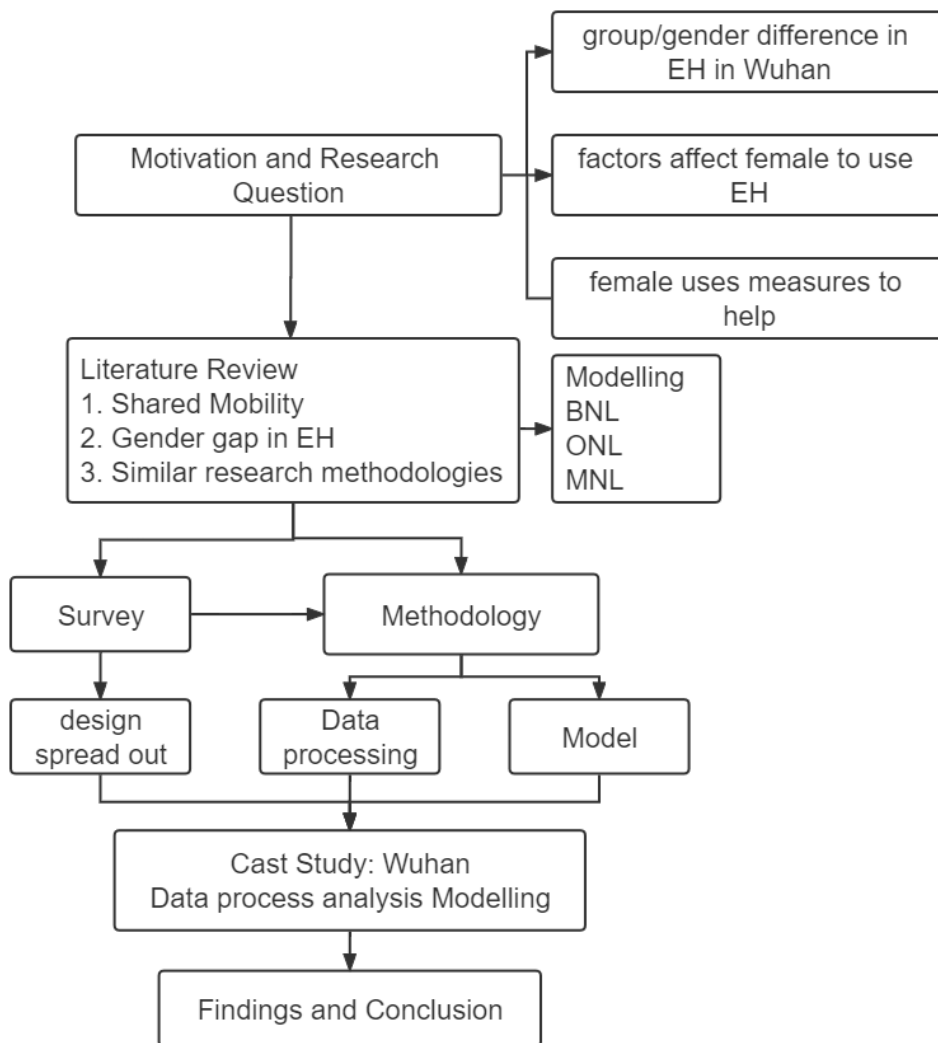 group/gender difference in
EH in Wuhan
Motivation and Research
Question
factors affect female to use
EH
female uses measures to
help
Literature Review
1. Shared Mobility
2. Gender gap in EH
3. Similar research methodologies
Modelling
BNL
ONL
MNL
Survey
Methodology
design
spread out
Data
processing
Model
Cast Study: Wuhan
Data process analysis Modelling
Findings and Conclusion